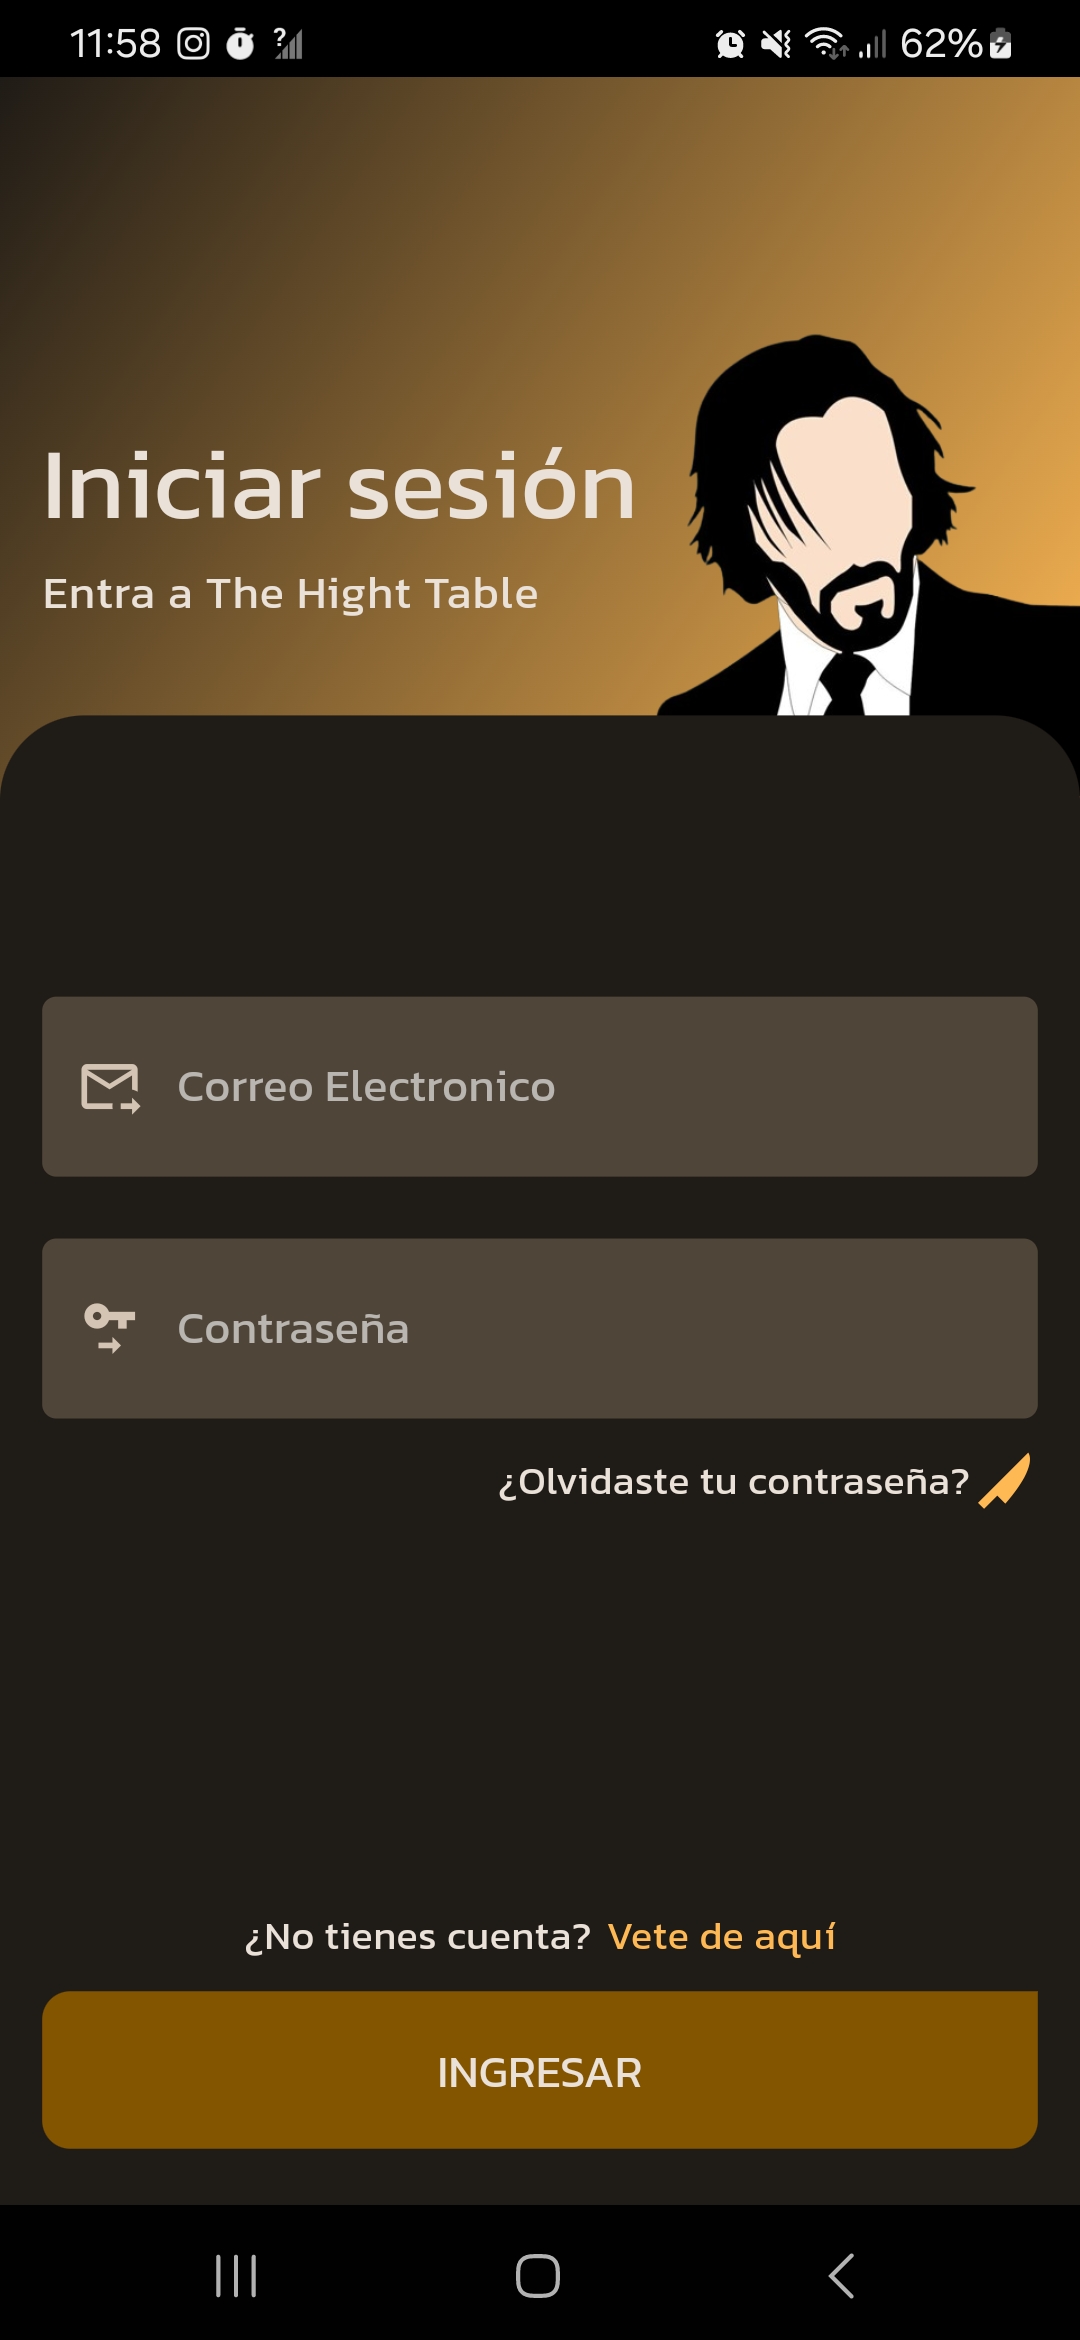 11:58
62%
Iniciar sesión
Entra a The Hight Table
Correo Electronico
Contraseña
¿Olvidaste tu contraseña?
¿No tienes cuenta? Vete de aquí
INGRESAR